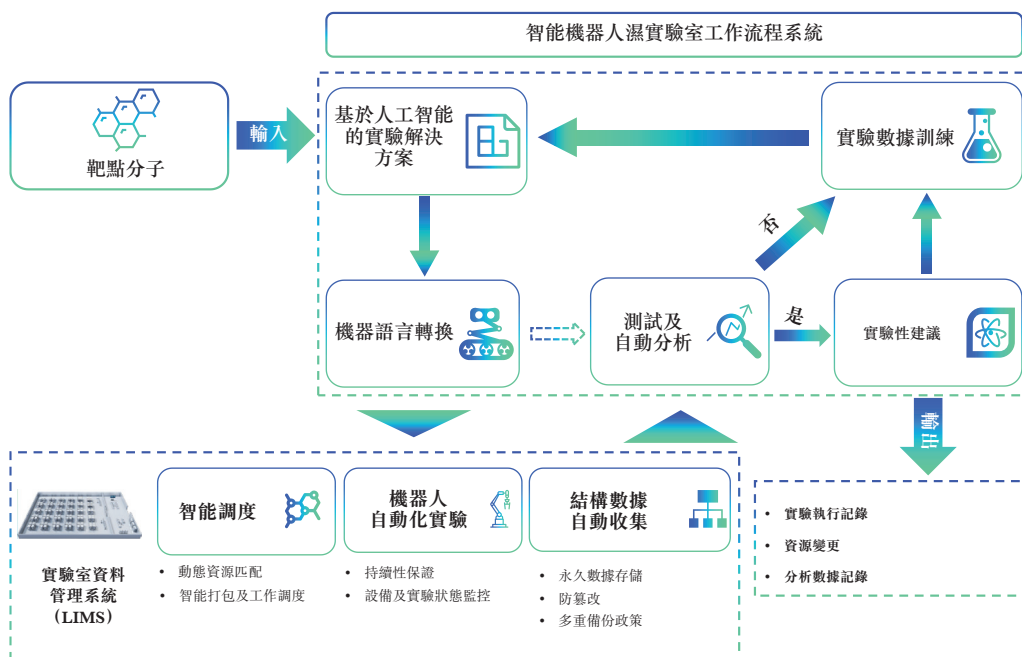 智能機器人濕實驗室工作流程系統
靶點分子
輸入
基於人工智能
的實驗解決
方案
實驗數據訓練
機器語言轉換
測試及
自動分析
否
是
實驗性建議
輸出
實驗室資料
管理系統
(LIMS)
智能調度
• 動態資源匹配
• 智能打包及工作調度
機器人
自動化實驗
• 持續性保證
• 設備及實驗狀態監控
結構數據
自動收集
• 永久數據存儲
• 防篡改
• 多重備份政策
• 實驗執行記錄
• 資源變更
• 分析數據記錄